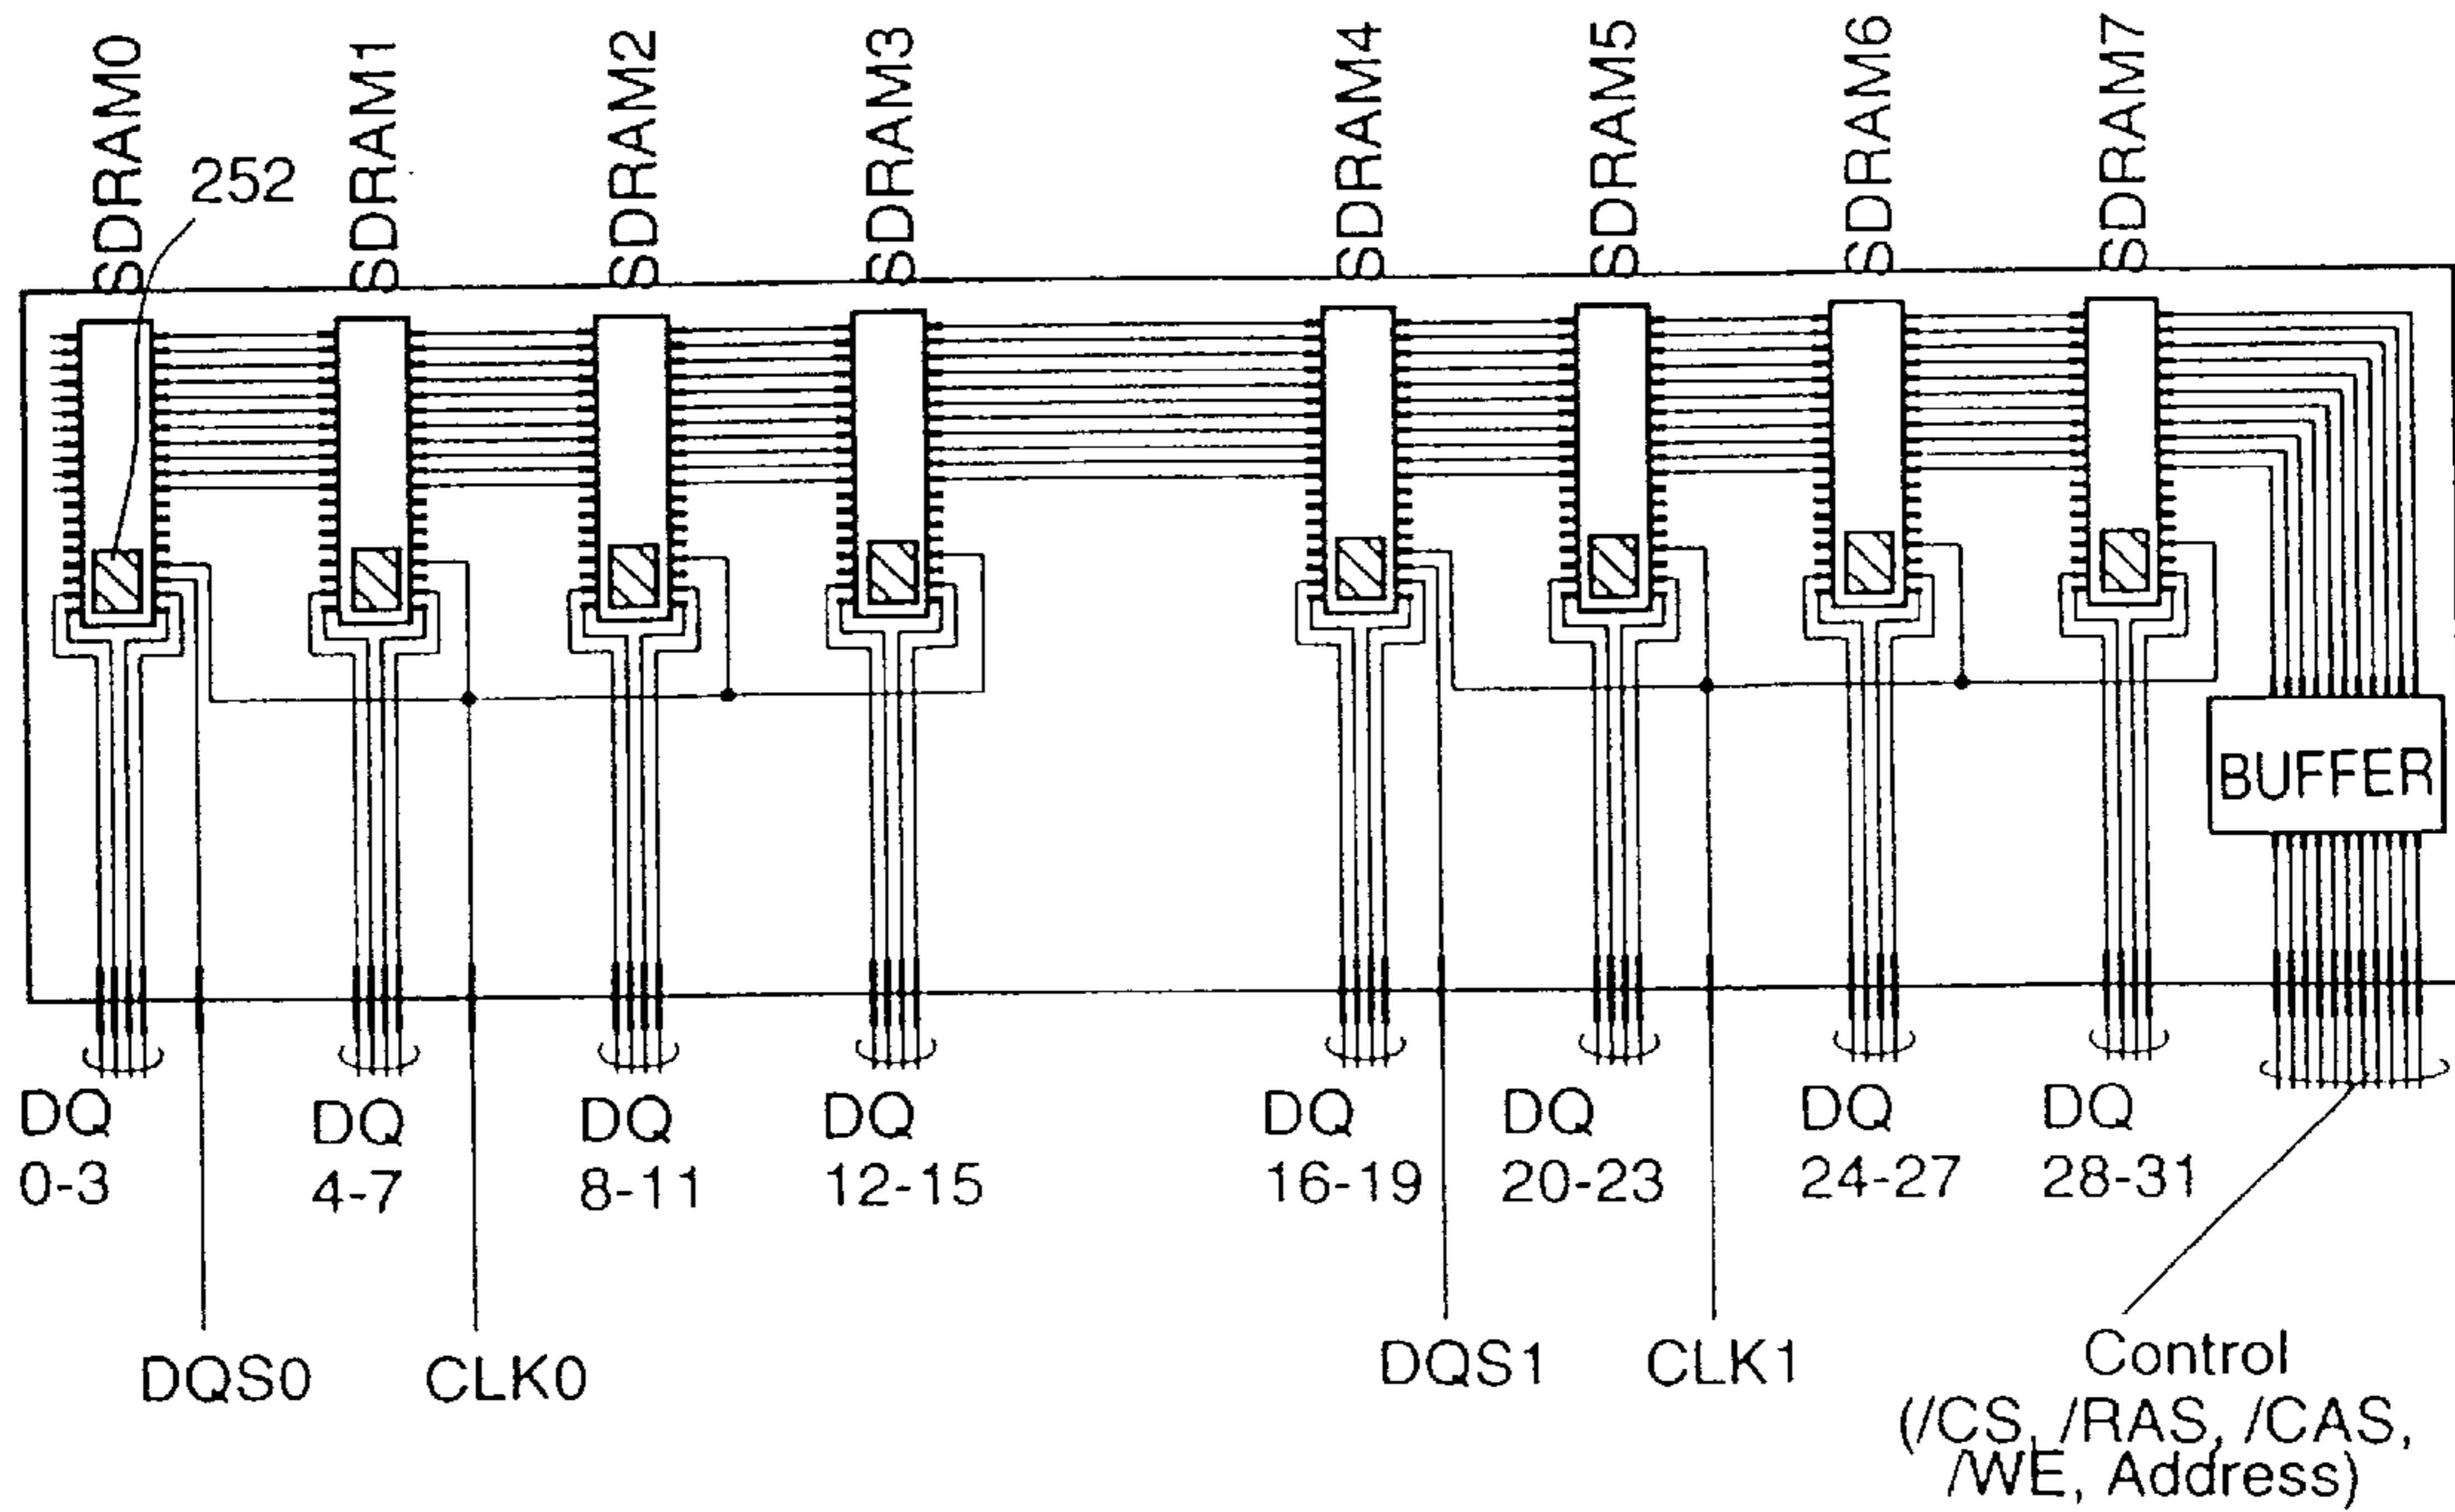 SDRAM0
SDRAM1
SDRAM2
SDRAM3
SDRAM4
SDRAM5
SDRAM6
SDRAM7
252
BUFFER
DQ
0-3
DQ
4-7
DQ
8-11
DQ
12-15
DQ
16-19
DQ
20-23
DQ
24-27
DQ
28-31
DQS0
CLK0
DQS1
CLK1
Control
(/CS, /RAS, /CAS,
/WE, Address)